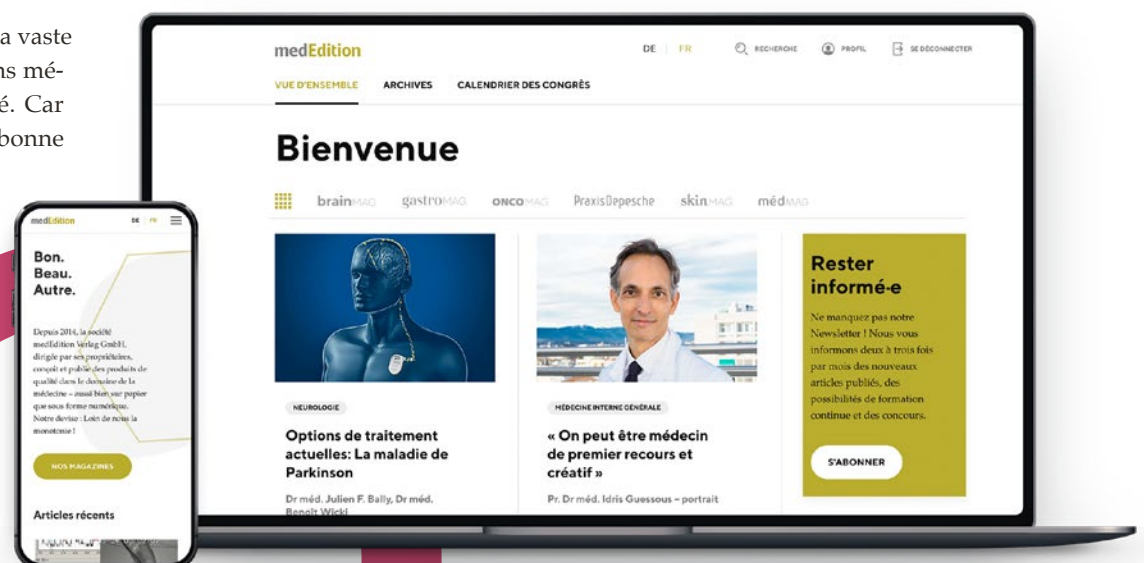 a vaste
ns mé-
é. Car
bonne
medEdition
DE | FR
RECHERCHE
PROFIL
SE DÉCONNECTER
VUE D'ENSEMBLE
ARCHIVES
CALENDRIER DES CONGRÈS
Bienvenue
brainMAG
gastroMAG
ONCOMAG
PraxisDepesche
skinMAG
médMAG
NEUROLOGIE
Options de traitement
actuelles: La maladie de
Parkinson
Dr méd. Julien F. Bally, Dr méd.
Benoît Wicki
MÉDECINE INTERNE GÉNÉRALE
« On peut être médecin
de premier recours et
créatif »
Pr. Dr méd. Idris Guessous – portrait
Rester
informé·e
Ne manquez pas notre
Newsletter ! Nous vous
informons deux à trois fois
par mois des nouveaux
articles publiés, des
possibilités de formation
continue et des concours.
S'ABONNER
medEdition
DE | FR
Bon.
Beau.
Autre.
Depuis 2014, la société
medEdition Verlag GmbH,
dirigée par ses propriétaires,
conçoit et publie des produits de
qualité dans le domaine de la
médecine – aussi bien sur papier
que sous forme numérique.
Notre devise : Loin de nous la
monotonie !
NOS MAGAZINES
Articles récents